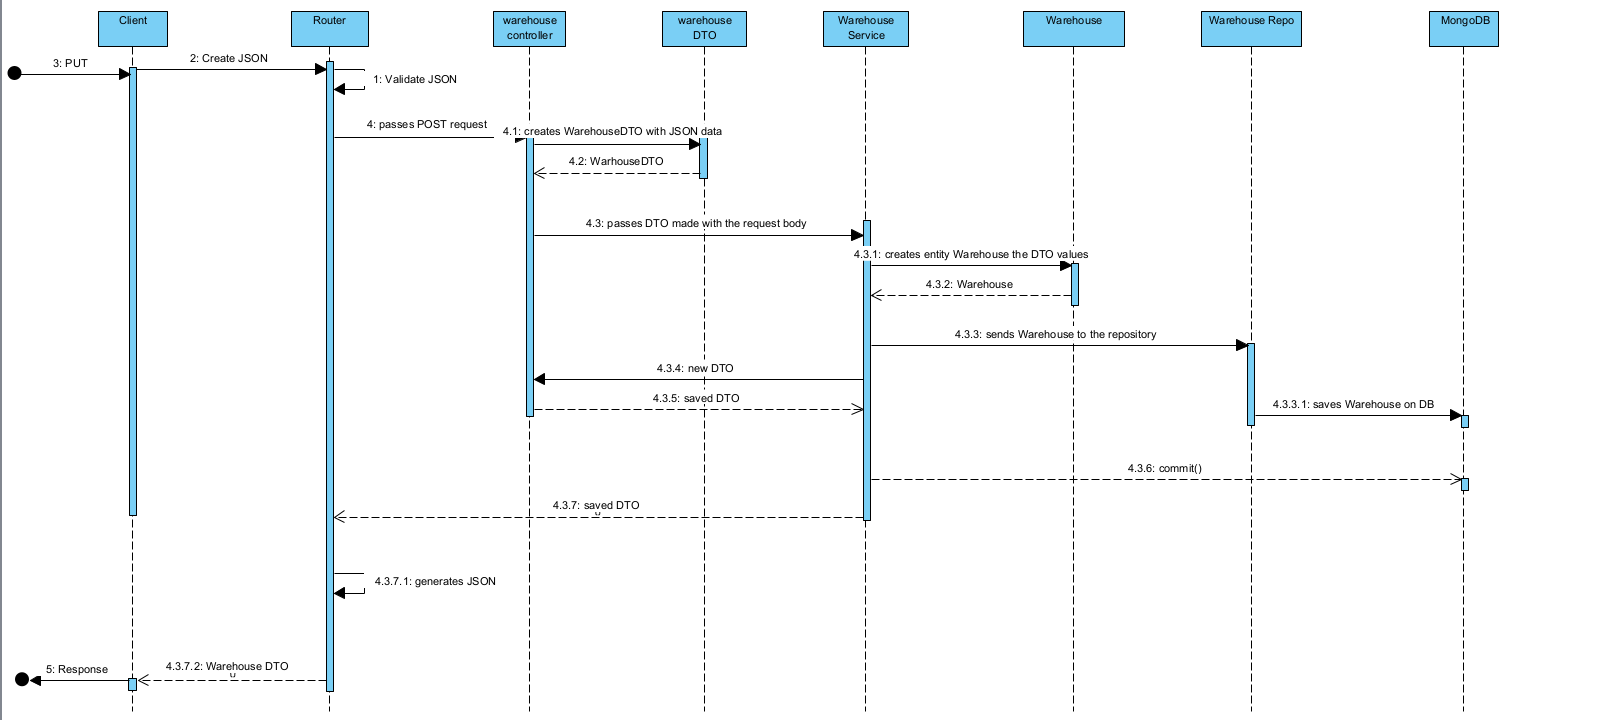 Client
Router
warehouse
controller
warehouse
DTO
Warehouse
Service
Warehouse
Warehouse Repo
MongoDB
3: PUT
2: Create JSON
1: Validate JSON
4: passes POST request
4.1: creates WarehouseDTO with JSON data
4.2: WarhouseDTO
4.3: passes DTO made with the request body
4.3.1: creates entity Warehouse the DTO values
4.3.2: Warehouse
4.3.3: sends Warehouse to the repository
4.3.4: new DTO
4.3.5: saved DTO
4.3.3.1: saves Warehouse on DB
4.3.6: commit()
4.3.7: saved DTO
4.3.7.1: generates JSON
5: Response
4.3.7.2: Warehouse DTO